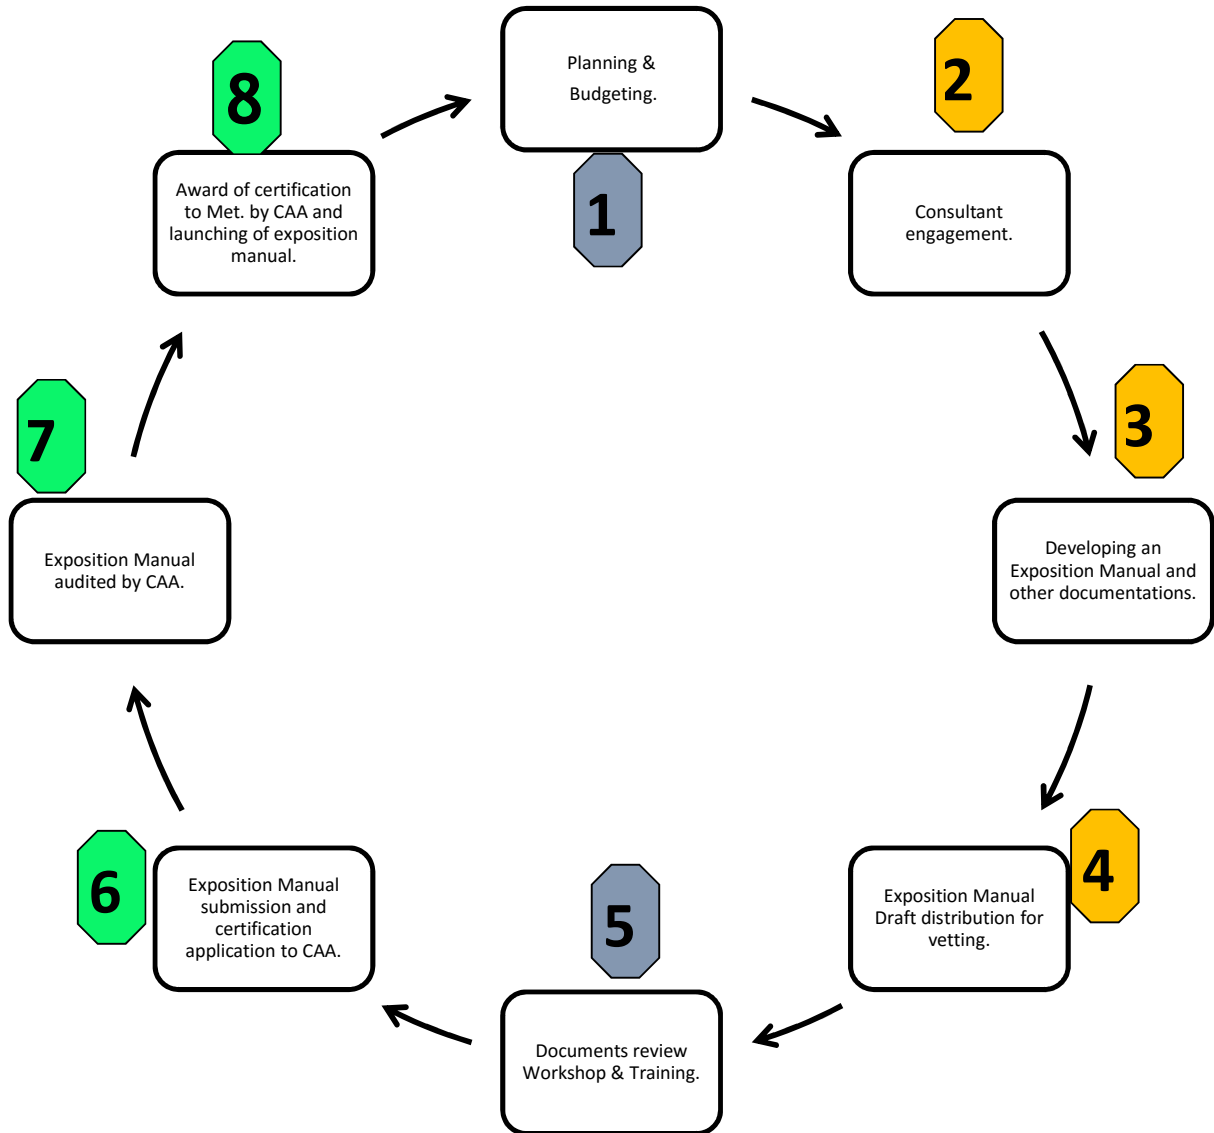 1
Planning &
Budgeting.
2
Consultant
engagement.
3
Developing an
Exposition Manual and
other documentations.
4
Exposition Manual
Draft distribution for
vetting.
5
Documents review
Workshop & Training.
6
Exposition Manual
submission and
certification
application to CAA.
7
Exposition Manual
audited by CAA.
8
Award of certification
to Met. by CAA and
launching of exposition
manual.